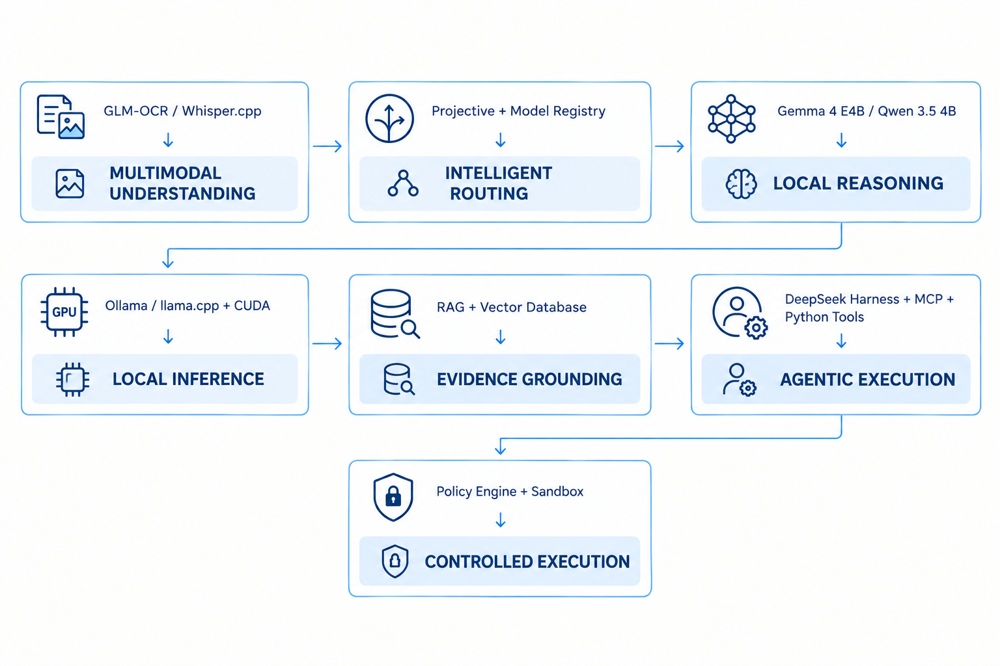 GLM-OCR / Whisper.cpp
MULTIMODAL
UNDERSTANDING
Projective + Model Registry
INTELLIGENT
ROUTING
Gemma 4 E4B / Qwen 3.5 4B
LOCAL REASONING
GPU
Ollama / llama.cpp + CUDA
LOCAL INFERENCE
RAG + Vector Database
EVIDENCE GROUNDING
DeepSeek Harness + MCP +
Python Tools
AGENTIC EXECUTION
Policy Engine + Sandbox
CONTROLLED EXECUTION